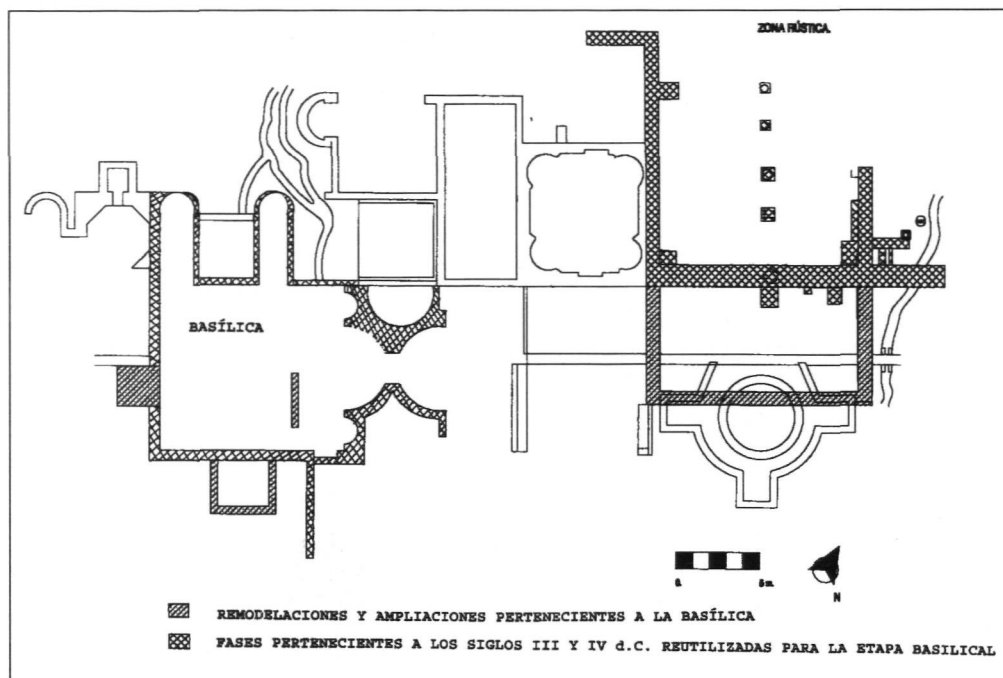 ZONA RÚSTICA.
BASÍLICA
0. 5 m.
N
REMODELACIONES Y AMPLIACIONES PERTENECIENTES A LA BASÍLICA
FASES PERTENECIENTES A LOS SIGLOS III Y IV d.C. REUTILIZADAS PARA LA ETAPA BASILICAL